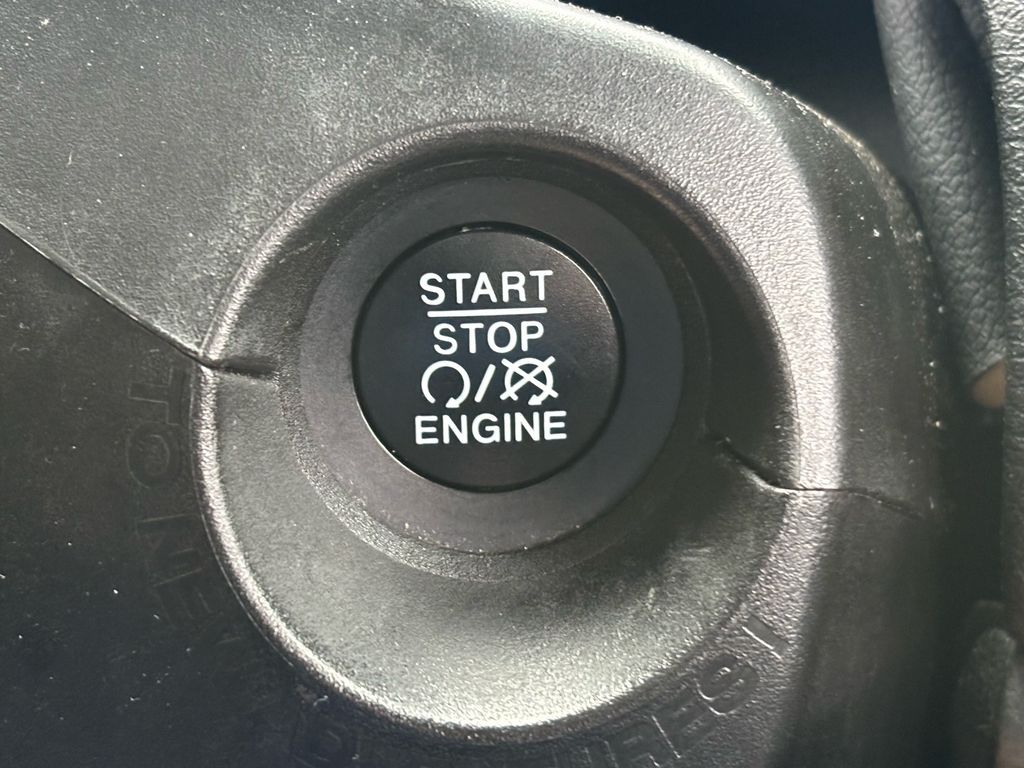 START
STOP
/
ENGINE